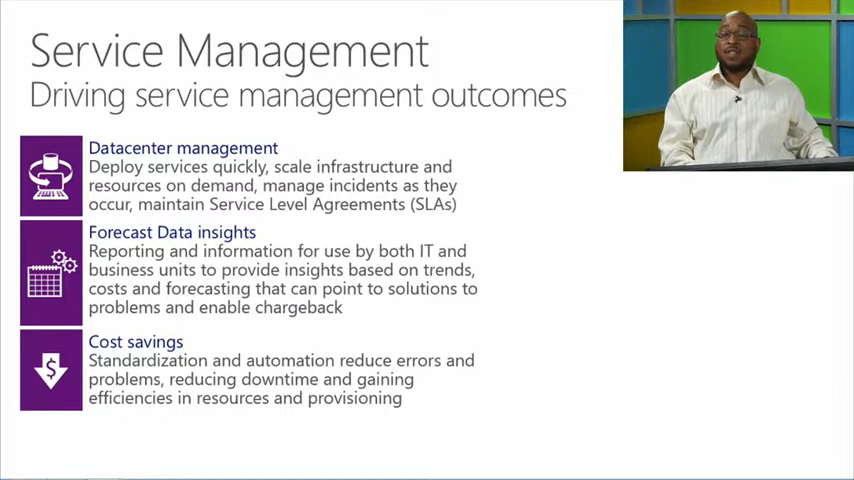 Service Management
Driving service management outcomes
Datacenter management
Deploy services quickly, scale infrastructure and
resources on demand, manage incidents as they
occur, maintain Service Level Agreements (SLAs)
Forecast Data insights
Reporting and information for use by both IT and
business units to provide insights based on trends,
costs and forecasting that can point to solutions to
problems and enable chargeback
$
Cost savings
Standardization and automation reduce errors and
problems, reducing downtime and gaining
efficiencies in resources and provisioning